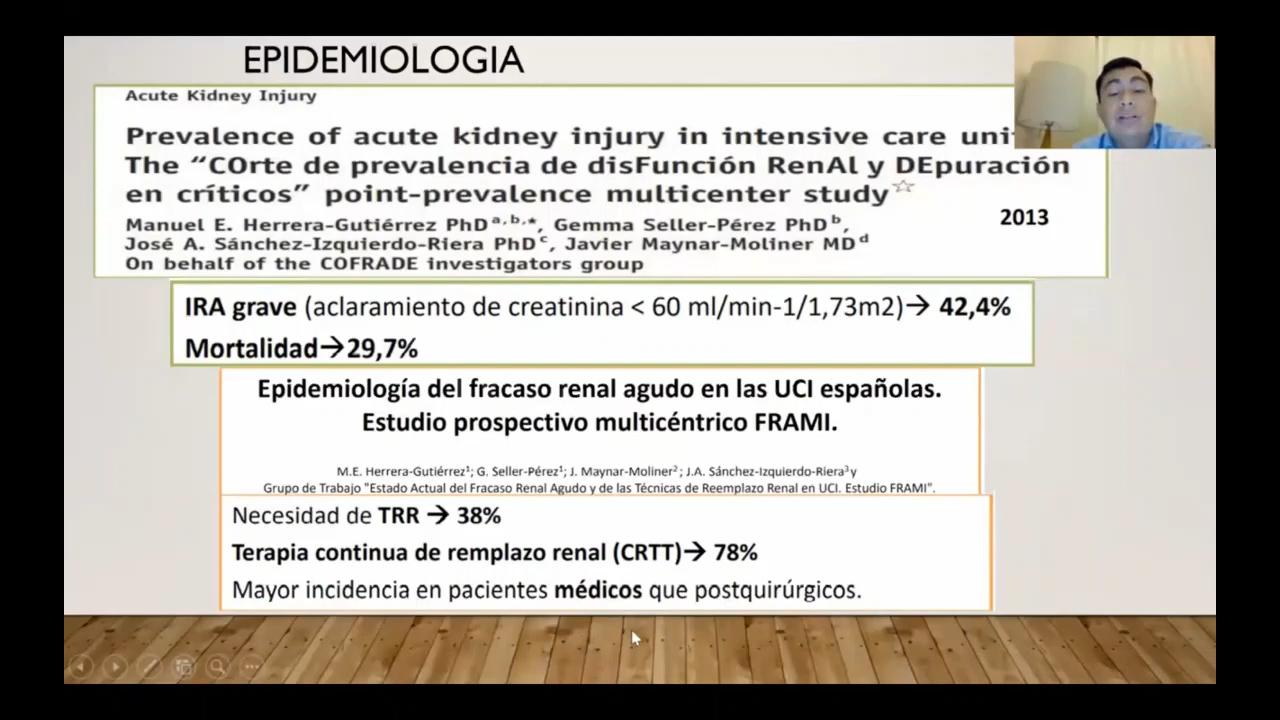 EPIDEMIOLOGIA
Acute Kidney Injury
Prevalence of acute kidney injury in intensive care
The “COrte de prevalencia de disFunción RenAl y DEpuración
en críticos” point-prevalence multicenter study☆
Manuel E. Herrera-Gutiérrez PhD a,b,*, Gemma Seller-Pérez PhD b,
José A. Sánchez-Izquierdo-Riera PhD c, Javier Maynar-Moliner MD d
On behalf of the COFRADE investigators group
2013
IRA grave (aclaramiento de creatinina < 60 ml/min-1/1,73m2)→ 42,4%
Mortalidad→29,7%
Epidemiología del fracaso renal agudo en las UCI españolas.
Estudio prospectivo multicéntrico FRAMI.
M.E. Herrera-Gutiérrez1; G. Seller-Pérez1; J. Maynar-Moliner2; J.A. Sánchez-Izquierdo-Riera3 y
Grupo de Trabajo "Estado Actual del Fracaso Renal Agudo y de las Técnicas de Reemplazo Renal en UCI. Estudio FRAMI".
Necesidad de TRR → 38%
Terapia continua de remplazo renal (CRTT)→ 78%
Mayor incidencia en pacientes médicos que postquirúrgicos.